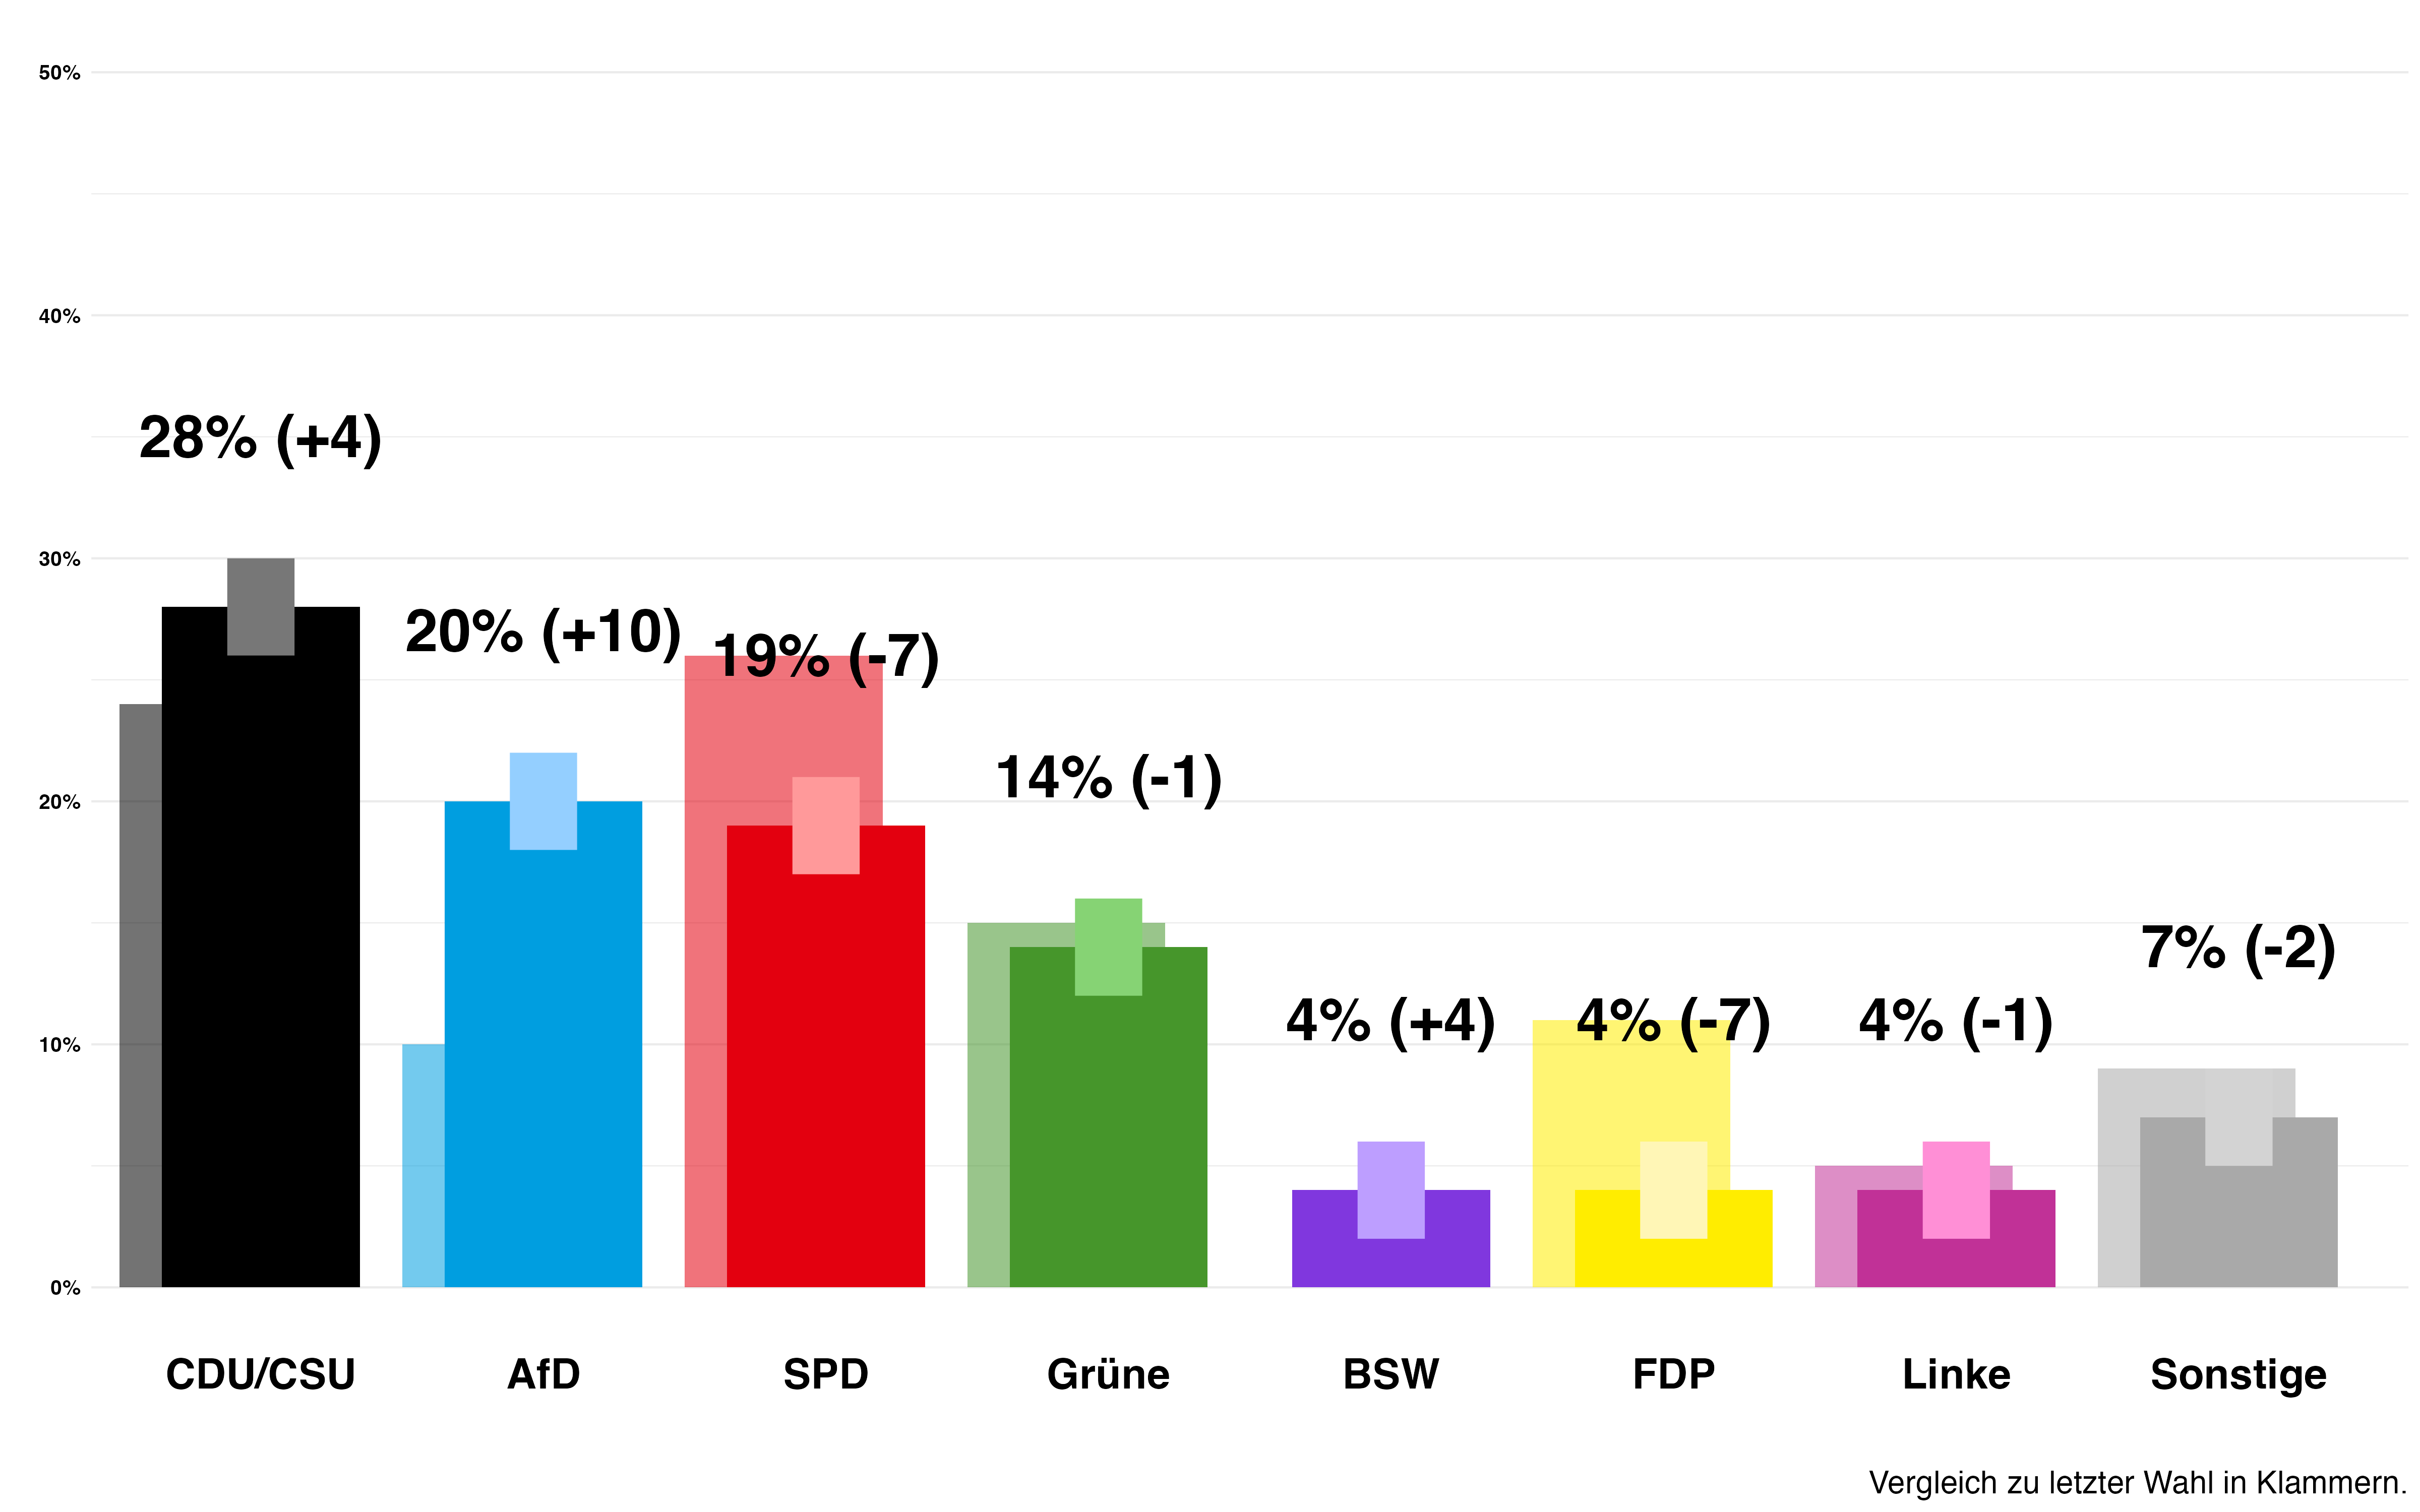 50%
40%
30%
20%
10%
0%
28% (+4)
20% (+10)
19% (-7)
14% (-1)
4% (+4)
4% (-7)
4% (-1)
7% (-2)
CDU/CSU
AfD
SPD
Grüne
BSW
FDP
Linke
Sonstige
Vergleich zu letzter Wahl in Klammern.